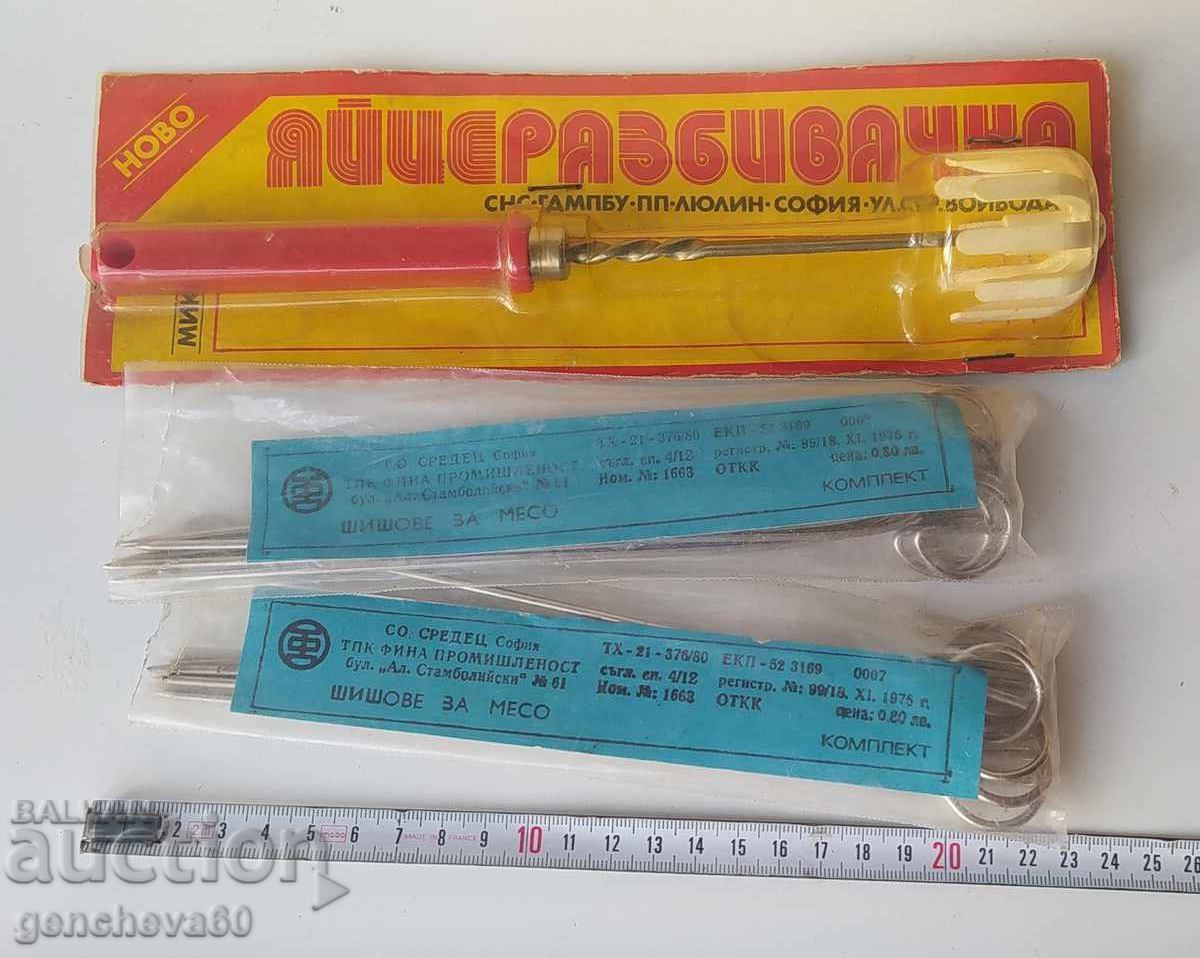 НОВО
ЯЙЦЕРАЗБИВАЧКА
СНС·ГАМПБУ·ПП·ЛЮЛИН·СОФИЯ·УЛ. ВОЙВОДА
МИК
СО. СРЕДЕЦ София
ТПК ФИНА ПРОМИШЛЕНОСТ
бул. „Ал. Стамболийски" № 61
ШИШОВЕ ЗА МЕСО
ТХ - 21 - 376/80 ЕКП - 52 3169 0007
съгл. сп. 4/12 регистр. №: 99/18. XI. 1976 г.
Ном. №: 1663 ОТКК цена: 0,80 лв.
КОМПЛЕКТ
СО. СРЕДЕЦ София
ТПК ФИНА ПРОМИШЛЕНОСТ
бул. „Ал. Стамболийски" № 61
ШИШОВЕ ЗА МЕСО
ТХ - 21 - 376/80 ЕКП - 52 3169 0007
съгл. сп. 4/12 регистр. №: 99/18. XI. 1976 г.
Ном. №: 1663 ОТКК цена: 0,80 лв.
КОМПЛЕКТ
2 2m 3 4 5 6 7 MADE IN FRANCE 8 9 10 11 12 13 14 15 16 17 18 19 20 21 22 23 24 25 26
BALKAN
auction
gencheva60